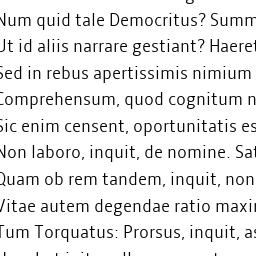 Num quid tale Democritus? Summ
Ut id aliis narrare gestiant? Haeret
Sed in rebus apertissimis nimium
Comprehensum, quod cognitum n
Sic enim censent, oportunitatis es
Non laboro, inquit, de nomine. Sat
Quam ob rem tandem, inquit, non
Vitae autem degendae ratio maxi
Tum Torquatus: Prorsus, inquit, as